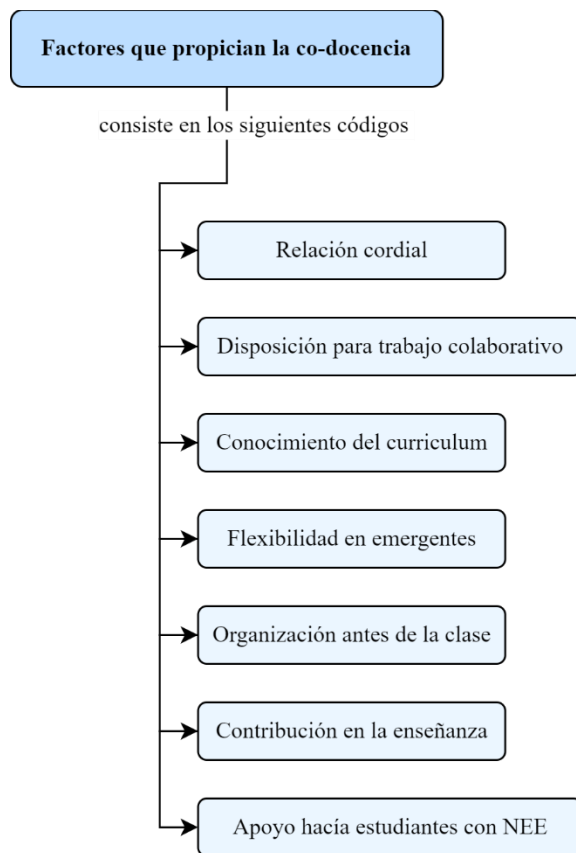 Factores que propician la co-docencia
consiste en los siguientes códigos
Relación cordial
Disposición para trabajo colaborativo
Conocimiento del curriculum
Flexibilidad en emergentes
Organización antes de la clase
Contribución en la enseñanza
Apoyo hacía estudiantes con NEE